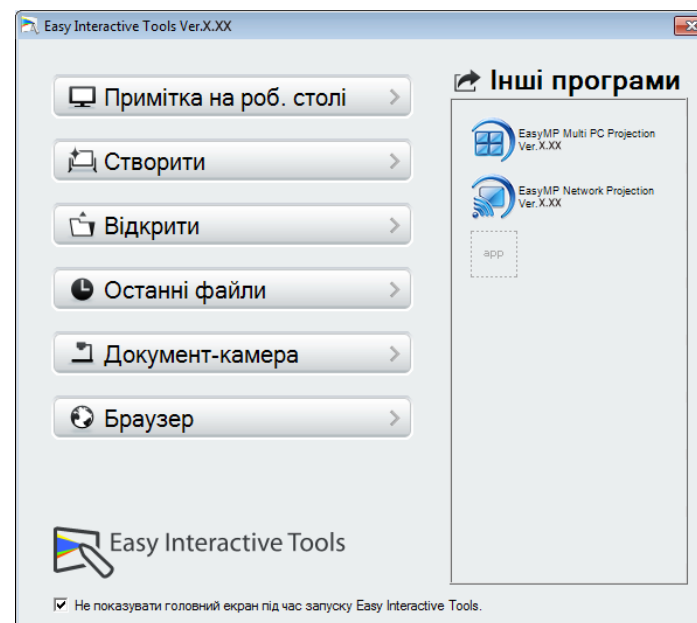 Easy Interactive Tools Ver.X.XX
Примітка на роб. столі
Створити
Відкрити
Останні файли
Документ-камера
Браузер
Інші програми
EasyMP Multi PC Projection
Ver.X.XX
EasyMP Network Projection
Ver.X.XX
app
Easy Interactive Tools
Не показувати головний екран під час запуску Easy Interactive Tools.